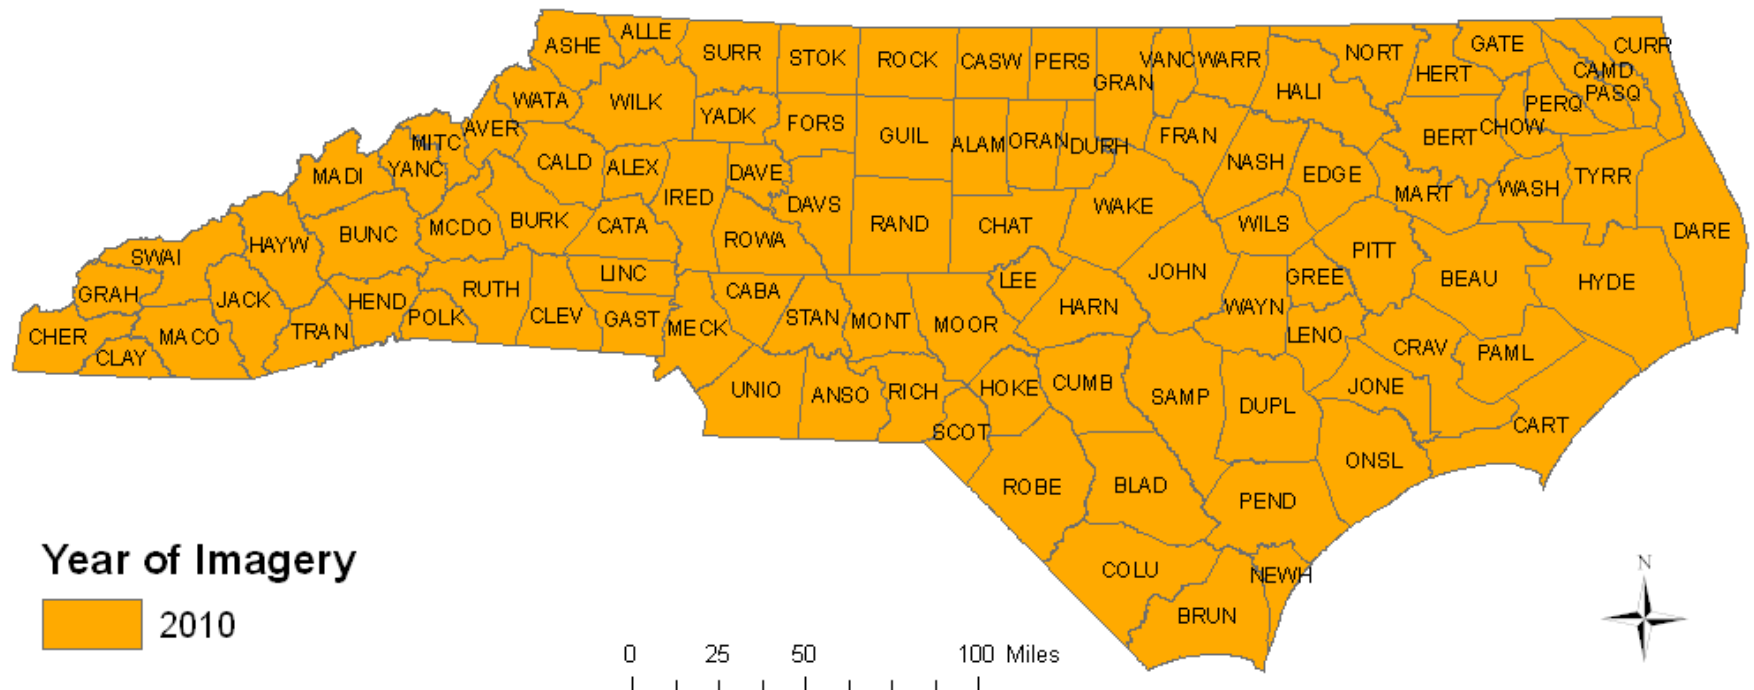 ALLE
ASHE
SURR
STOK
ROCK
CASW
PERS
GRAN
VANC
WARR
NORT
HERT
GATE
CURR
CAMD
PASQ
PERQ
CHOW
WATA
WILK
YADK
FORS
GUIL
ALAM
ORAN
DURH
FRAN
HALI
BERT
MITC
AVER
MADI
YANC
CALD
ALEX
IRED
DAVE
DAVS
RAND
CHAT
WAKE
NASH
EDGE
MART
WASH
TYRR
DARE
SWAI
HAYW
BUNC
MCDO
BURK
CATA
ROWA
WILS
PITT
BEAU
HYDE
GRAH
JACK
HEND
RUTH
LINC
CABA
LEE
JOHN
GREE
CHER
CLAY
MACO
TRAN
POLK
CLEV
GAST
MECK
STAN
MONT
MOOR
HARN
WAYN
LENO
CRAV
PAML
UNIO
ANSO
RICH
HOKE
CUMB
SAMP
DUPL
JONE
CART
SCOT
ROBE
BLAD
PEND
ONSL
COLU
BRUN
NEWH
Year of Imagery
2010
0 25 50 100 Miles
N